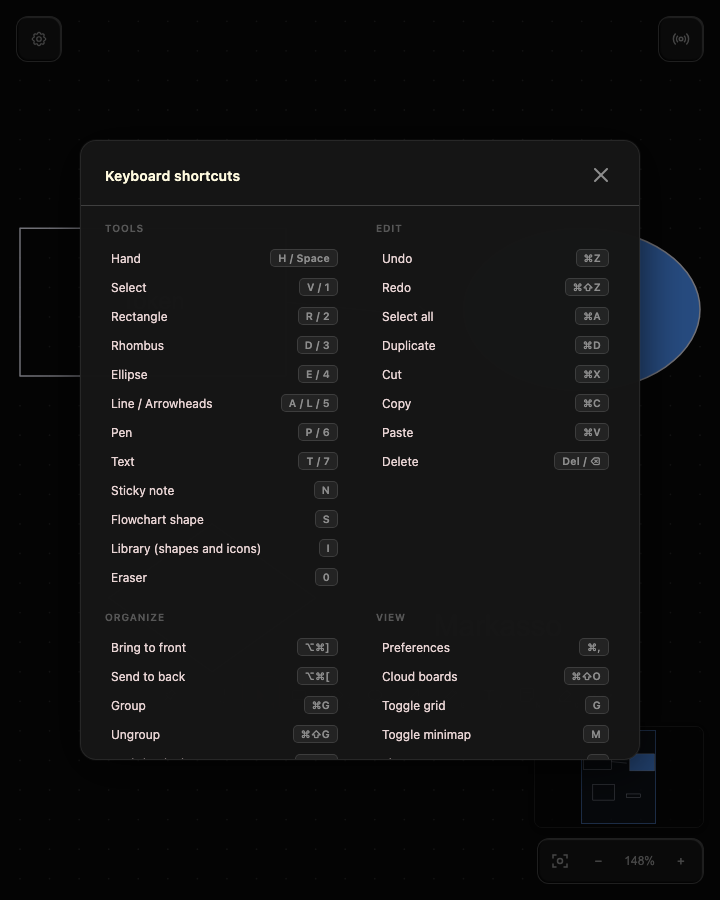 Keyboard shortcuts
TOOLS
Hand H / Space
Select V / 1
Rectangle R / 2
Rhombus D / 3
Ellipse E / 4
Line / Arrowheads A / L / 5
Pen P / 6
Text T / 7
Sticky note N
Flowchart shape S
Library (shapes and icons) I
Eraser 0
EDIT
Undo ⌘Z
Redo ⌘⇧Z
Select all ⌘A
Duplicate ⌘D
Cut ⌘X
Copy ⌘C
Paste ⌘V
Delete Del / ⌫
ORGANIZE
Bring to front ⌥⌘]
Send to back ⌥⌘[
Group ⌘G
Ungroup ⌘⇧G
VIEW
Preferences ⌘,
Cloud boards ⌘⇧O
Toggle grid G
Toggle minimap M
− 148% +